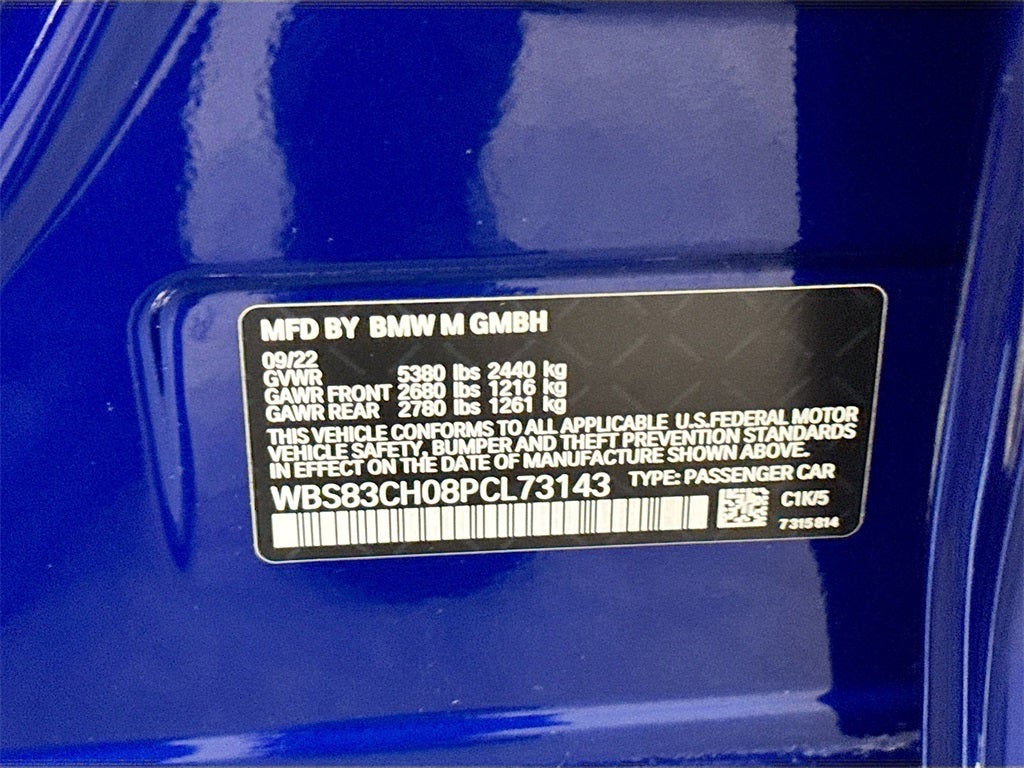 MFD BY BMW M GMBH
09/22
GVWR 5380 lbs 2440 kg
GAWR FRONT 2680 lbs 1216 kg
GAWR REAR 2780 lbs 1261 kg
THIS VEHICLE CONFORMS TO ALL APPLICABLE U.S.FEDERAL MOTOR
VEHICLE SAFETY, BUMPER AND THEFT PREVENTION STANDARDS
IN EFFECT ON THE DATE OF MANUFACTURE SHOWN ABOVE.
WBS83CH08PCL73143 TYPE: PASSENGER CAR
C1K/5
7315814